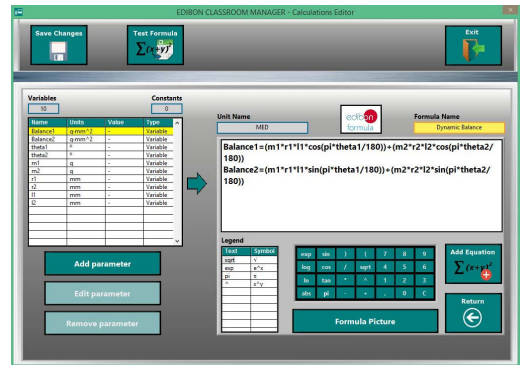 EDIBON CLASSROOM MANAGER - Calculations Editor
Save Changes
Test Formula
∑(x+y)²
Exit
Variables
Constants
10
0
Name Units Value Type
Balance1 g·mm^2 - Variable
Balance2 g·mm^2 - Variable
theta1 º - Variable
theta2 º - Variable
m1 g - Variable
m2 g - Variable
r1 mm - Variable
r2 mm - Variable
l1 mm - Variable
l2 mm - Variable
Add parameter
Edit parameter
Remove parameter
Unit Name
MED
edibon
formula
Formula Name
Dynamic Balance
Balance1=(m1*r1*l1*cos(pi*theta1/180))+(m2*r2*l2*cos(pi*theta2/
180))
Balance2=(m1*r1*l1*sin(pi*theta1/180))+(m2*r2*l2*sin(pi*theta2/
180))
Legend
Text Symbol
sqrt √
exp e^x
pi π
^ x^y
exp sin ) ( 7 8 9
log cos / sqrt 4 5 6
ln tan * ^ 1 2 3
abs pi - + . 0 C
Formula Picture
Add Equation
∑(x+y)²
Return